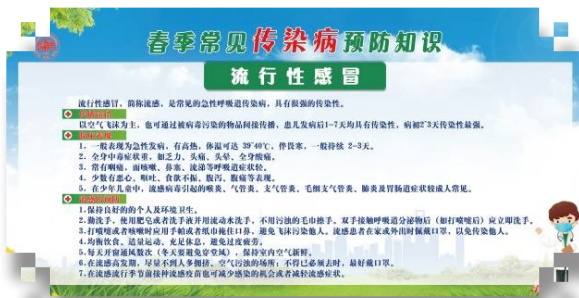 春季常见传染病预防知识
流行性感冒
流行性感冒，简称流感，是常见的急性呼吸道传染病，具有很强的传染性。
以空气飞沫为主，也可通过被病毒污染的物品间接传播，患儿发病后1~7天均具有传染性，病初2~3天传染性最强。
1、一般表现为急性发病，有高热，体温可达 39~40℃，伴畏寒，一般持续 2-3天。
2、全身中毒症状重，如乏力、头痛、头晕、全身酸痛。
3、常有咽痛，而咳嗽、鼻塞、流涕等呼吸道症状轻。
4、少数有恶心、呕吐、食欲不振、腹泻、腹痛等表现。
5、在少年儿童中，流感病毒引起的喉炎、气管炎、支气管炎、毛细支气管炎、肺炎及胃肠道症状较成人常见。
1.保持良好的个人及环境卫生。
2.勤洗手，使用肥皂或者洗手液并用流动水洗手，不用污浊的毛巾擦手。双手接触呼吸道分泌物后（如打喷嚏后）应立即洗手。
3.打喷嚏或者咳嗽时应用手帕或者纸巾掩住口鼻，避免飞沫污染他人。流感患者在家或外出时佩戴口罩，以免传染他人。
4.均衡饮食、适量运动、充足休息，避免过度疲劳。
5.每天开窗通风数次（冬天要避免穿堂风），保持室内空气新鲜。
6.在流感高发期，尽量不到人多拥挤、空气污浊的场所；不得已必须去时，最好戴口罩。
7.在流感流行季节前接种流感疫苗也可减少感染的机会或者减轻流感症状。